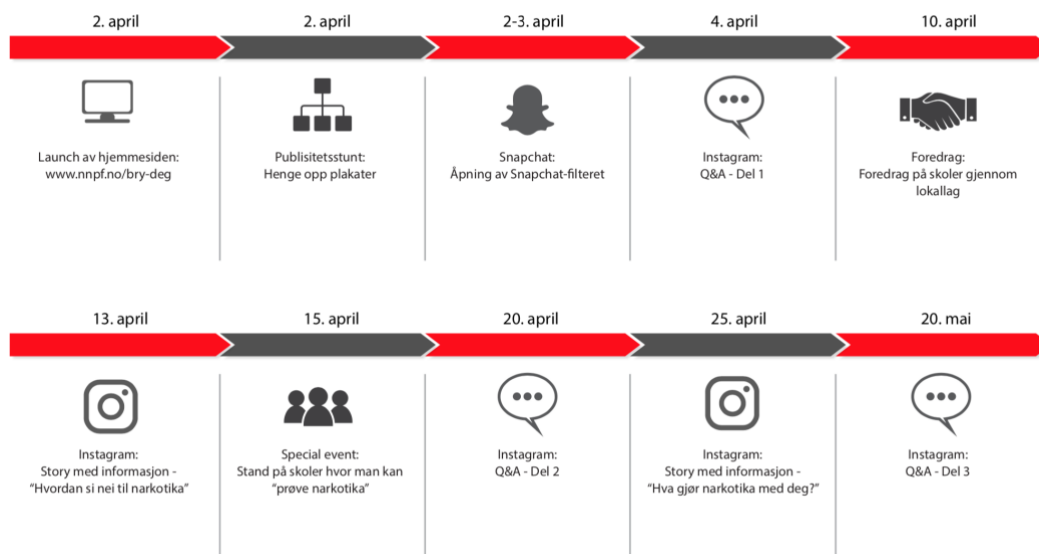 2. april
2. april
2-3. april
4. april
10. april
Launch av hjemmesiden:
www.nnpf.no/bry-deg
Publisitetsstunt:
Henge opp plakater
Snapchat:
Åpning av Snapchat-filteret
Instagram:
Q&A - Del 1
Foredrag:
Foredrag på skoler gjennom
lokallag
13. april
15. april
20. april
25. april
20. mai
Instagram:
Story med informasjon -
"Hvordan si nei til narkotika"
Special event:
Stand på skoler hvor man kan
"prøve narkotika"
Instagram:
Q&A - Del 2
Instagram:
Story med informasjon -
"Hva gjør narkotika med deg?"
Instagram:
Q&A - Del 3